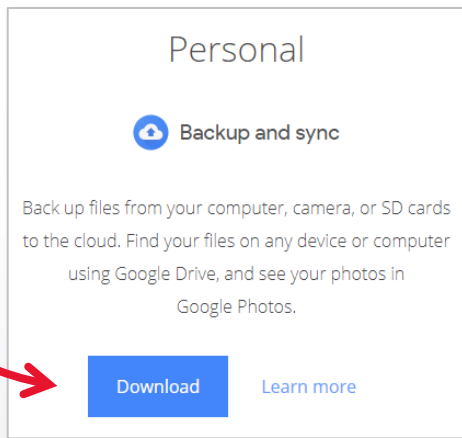 Personal
Backup and sync
Back up files from your computer, camera, or SD cards
to the cloud. Find your files on any device or computer
using Google Drive, and see your photos in
Google Photos.
Download Learn more